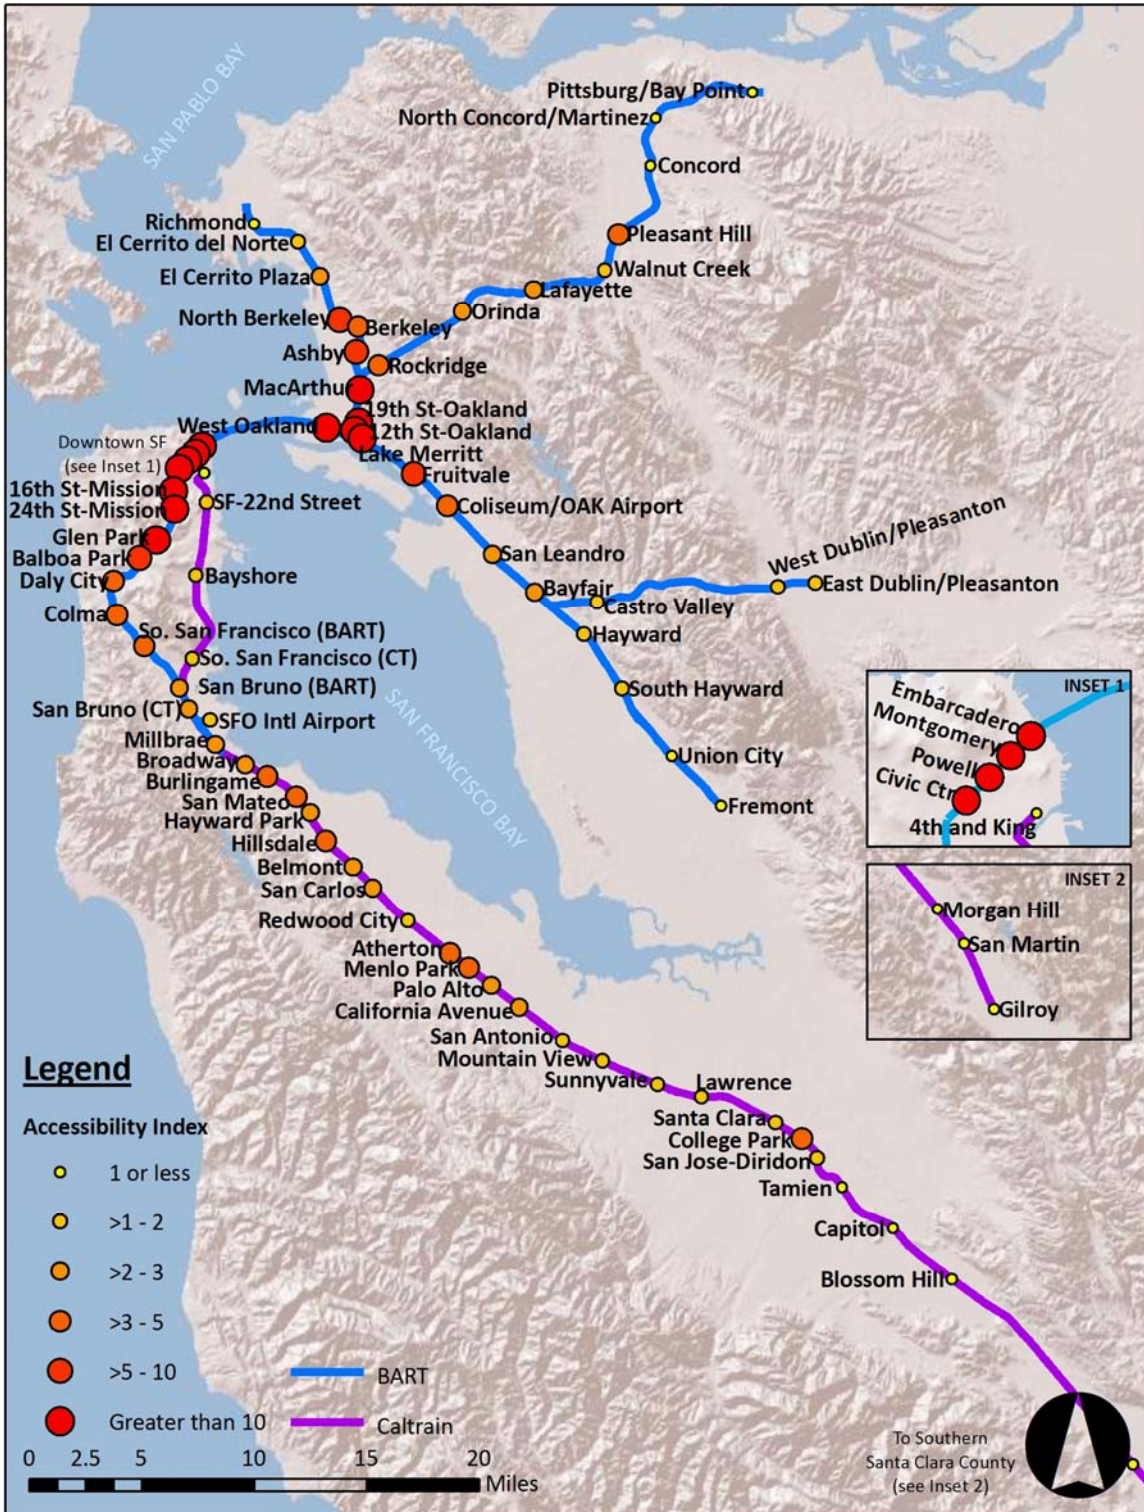 Pittsburg/Bay Point
North Concord/Martinez
SAN PABLO BAY
Concord
Richmond
El Cerrito del Norte
Pleasant Hill
El Cerrito Plaza
Walnut Creek
Lafayette
Orinda
North Berkeley
Berkeley
Ashby
Rockridge
MacArthur
19th St-Oakland
West Oakland
12th St-Oakland
Downtown SF
(see Inset 1)
Lake Merritt
Fruitvale
16th St-Mission
SF-22nd Street
24th St-Mission
Coliseum/OAK Airport
Glen Park
Balboa Park
San Leandro
West Dublin/Pleasanton
Daly City
Bayshore
Bayfair
East Dublin/Pleasanton
Castro Valley
Colma
So. San Francisco (BART)
Hayward
So. San Francisco (CT)
San Bruno (BART)
South Hayward
San Bruno (CT)
SFO Intl Airport
SAN FRANCISCO BAY
Millbrae
Broadway
Union City
Burlingame
San Mateo
Fremont
Hayward Park
Hillsdale
Belmont
San Carlos
Redwood City
Atherton
Menlo Park
Palo Alto
California Avenue
San Antonio
Mountain View
Sunnyvale
Lawrence
Santa Clara
College Park
San Jose-Diridon
Tamien
Capitol
Blossom Hill
INSET 1
Embarcadero
Montgomery
Powell
Civic Ctr
4th and King
INSET 2
Morgan Hill
San Martin
Gilroy
Legend
Accessibility Index
1 or less
>1 - 2
>2 - 3
>3 - 5
>5 - 10
Greater than 10
BART
Caltrain
0 2.5 5 10 15 20
Miles
To Southern
Santa Clara County
(see Inset 2)